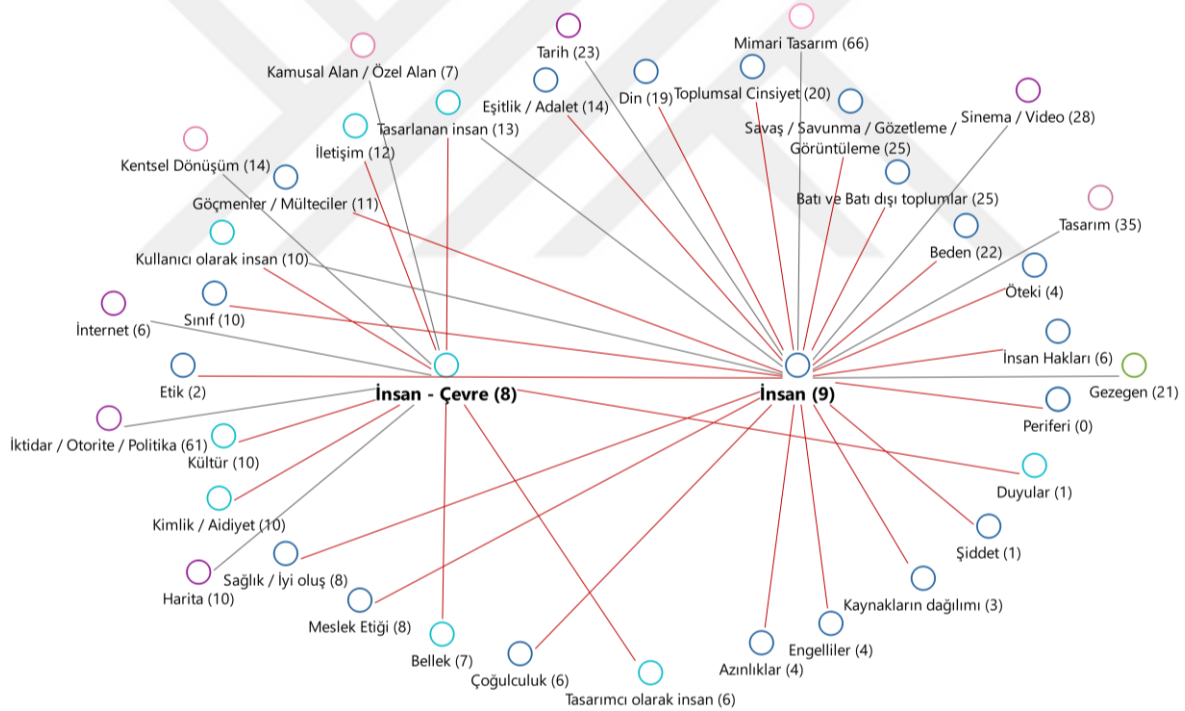 Mimari Tasarım (66)
Tarih (23)
Kamusal Alan / Özel Alan (7)
Toplumsal Cinsiyet (20)
Din (19)
Eşitlik / Adalet (14)
Sinema / Video (28)
Tasarlanan insan (13)
Savaş / Savunma / Gözetleme /
Görüntüleme (25)
İletişim (12)
Kentsel Dönüşüm (14)
Batı ve Batı dışı toplumlar (25)
Göçmenler / Mülteciler (11)
Tasarım (35)
Beden (22)
Kullanıcı olarak insan (10)
Öteki (4)
Sınıf (10)
İnternet (6)
İnsan Hakları (6)
Etik (2)
İnsan - Çevre (8)
İnsan (9)
Gezegen (21)
Periferi (0)
İktidar / Otorite / Politika (61)
Kültür (10)
Duyular (1)
Kimlik / Aidiyet (10)
Şiddet (1)
Sağlık / İyi oluş (8)
Harita (10)
Kaynakların dağılımı (3)
Meslek Etiği (8)
Engelliler (4)
Bellek (7)
Azınlıklar (4)
Çoğulculuk (6)
Tasarımcı olarak insan (6)